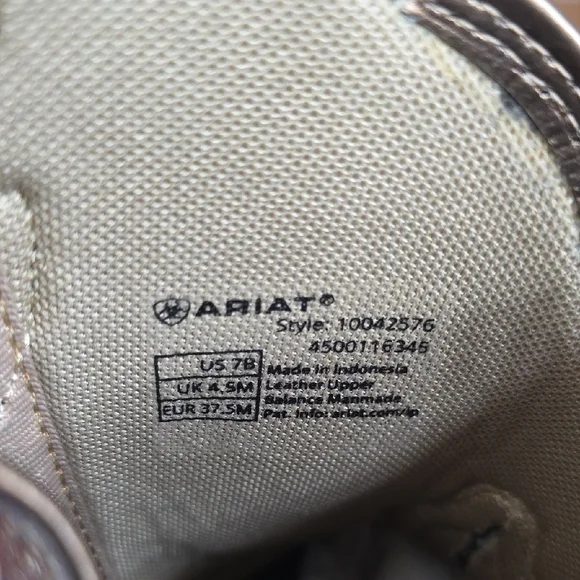 ARIAT®
Style: 10042576
4500116346
US 7B
UK 4.5M
EUR 37.5M
Made in Indonesia
Leather Upper
Balance Manmade
Pat. Info: ariat.com/ip